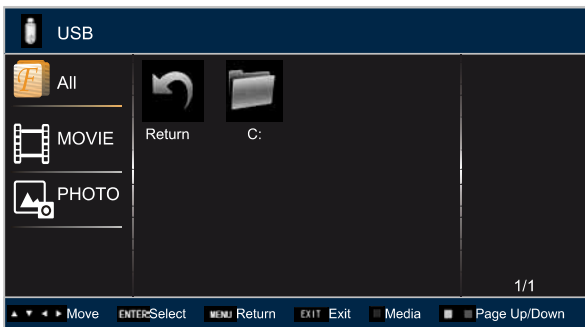 USB
All
MOVIE
PHOTO
Return
C:
1/1
Move ENTER:Select MENU Return EXIT Exit Media Page Up/Down